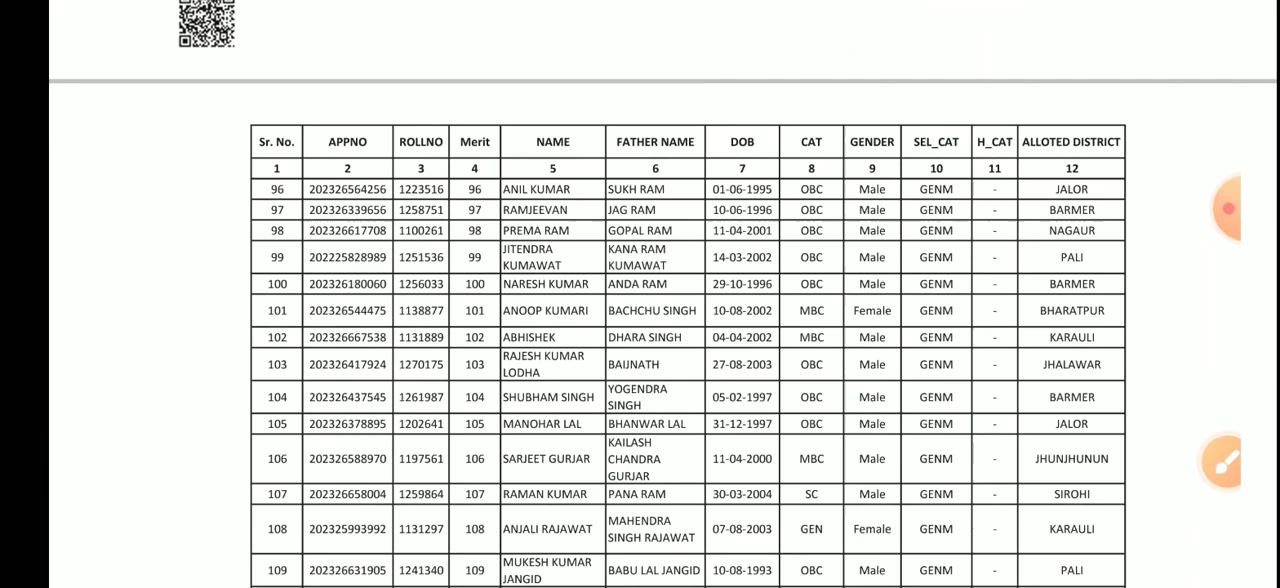 Sr. No. APPNO ROLLNO Merit NAME FATHER NAME DOB CAT GENDER SEL_CAT H_CAT ALLOTED DISTRICT
1 2 3 4 5 6 7 8 9 10 11 12
96 202326564256 1223516 96 ANIL KUMAR SUKH RAM 01-06-1995 OBC Male GENM - JALOR
97 202326339656 1258751 97 RAMJEEVAN JAG RAM 10-06-1996 OBC Male GENM - BARMER
98 202326617708 1100261 98 PREMA RAM GOPAL RAM 11-04-2001 OBC Male GENM - NAGAUR
99 202225828989 1251536 99 JITENDRA KUMAWAT KANA RAM KUMAWAT 14-03-2002 OBC Male GENM - PALI
100 202326180060 1256033 100 NARESH KUMAR ANDA RAM 29-10-1996 OBC Male GENM - BARMER
101 202326544475 1138877 101 ANOOP KUMARI BACHCHU SINGH 10-08-2002 MBC Female GENM - BHARATPUR
102 202326667538 1131889 102 ABHISHEK DHARA SINGH 04-04-2002 MBC Male GENM - KARAULI
103 202326417924 1270175 103 RAJESH KUMAR LODHA BAIJNATH 27-08-2003 OBC Male GENM - JHALAWAR
104 202326437545 1261987 104 SHUBHAM SINGH YOGENDRA SINGH 05-02-1997 OBC Male GENM - BARMER
105 202326378895 1202641 105 MANOHAR LAL BHANWAR LAL 31-12-1997 OBC Male GENM - JALOR
106 202326588970 1197561 106 SARJEET GURJAR KAILASH CHANDRA GURJAR 11-04-2000 MBC Male GENM - JHUNJHUNUN
107 202326658004 1259864 107 RAMAN KUMAR PANA RAM 30-03-2004 SC Male GENM - SIROHI
108 202325993992 1131297 108 ANJALI RAJAWAT MAHENDRA SINGH RAJAWAT 07-08-2003 GEN Female GENM - KARAULI
109 202326631905 1241340 109 MUKESH KUMAR JANGID BABU LAL JANGID 10-08-1993 OBC Male GENM - PALI